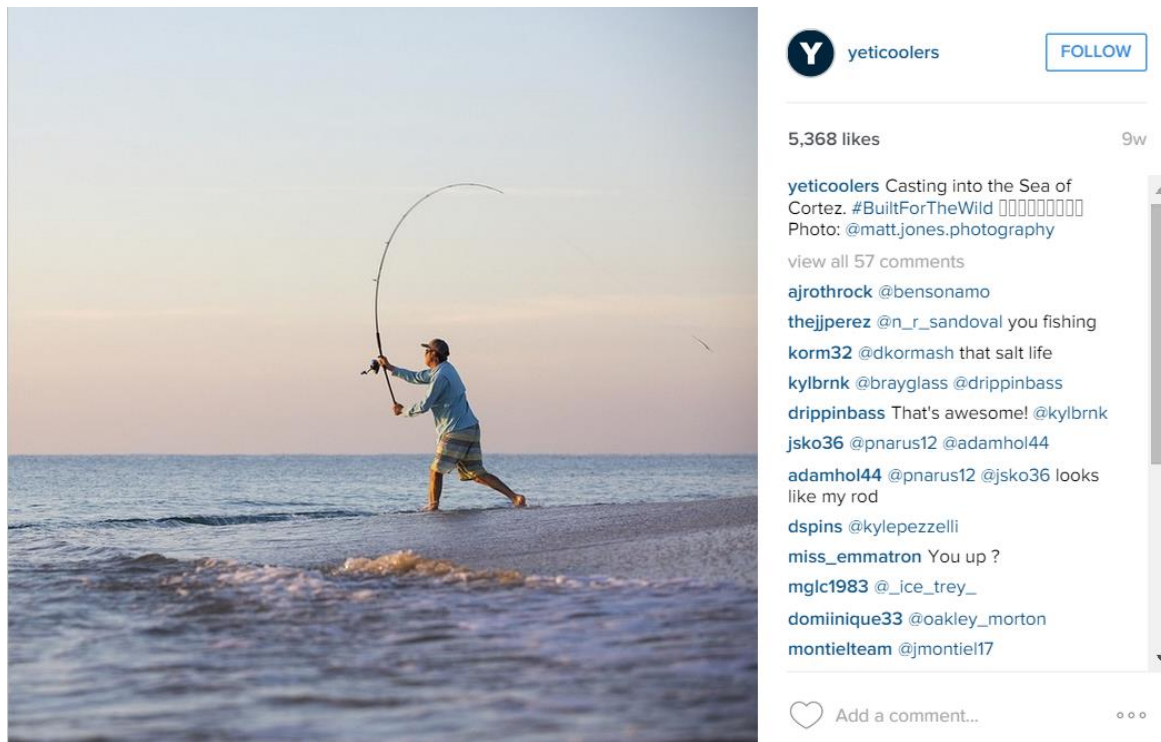 Y yeticoolers FOLLOW
5,368 likes 9w
yeticoolers Casting into the Sea of
Cortez. #BuiltForTheWild
Photo: @matt.jones.photography
view all 57 comments
ajrothrock @bensonamo
thejjperez @n_r_sandoval you fishing
korm32 @dkormash that salt life
kylbrnk @brayglass @drippinbass
drippinbass That's awesome! @kylbrnk
jsko36 @pnarus12 @adamhol44
adamhol44 @pnarus12 @jsko36 looks
like my rod
dspins @kylepezzelli
miss_emmatron You up ?
mglc1983 @_ice_trey_
domiinique33 @oakley_morton
montielteam @jmontiel17
Add a comment...